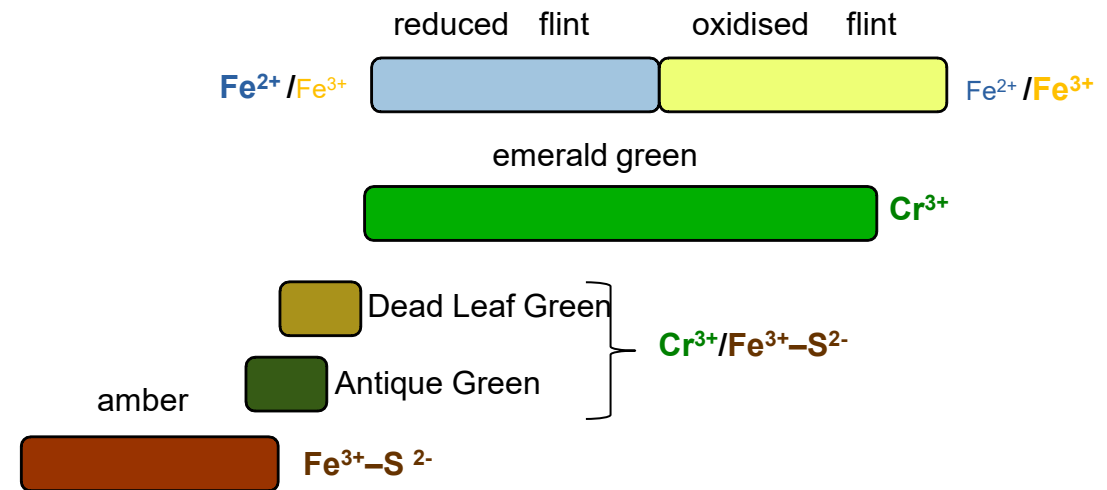 reduced flint oxidised flint
Fe²⁺ /Fe³⁺ Fe²⁺ /Fe³⁺
emerald green
Cr³⁺
Dead Leaf Green
Cr³⁺/Fe³⁺–S²⁻
Antique Green
amber
Fe³⁺–S ²⁻